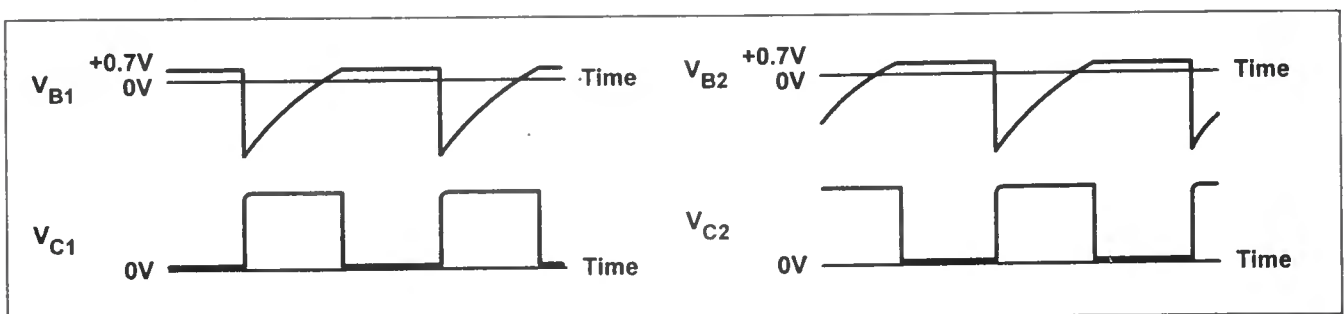 +0.7V
V_B1
0V
Time
V_C1
0V
Time
+0.7V
V_B2
0V
Time
V_C2
0V
Time